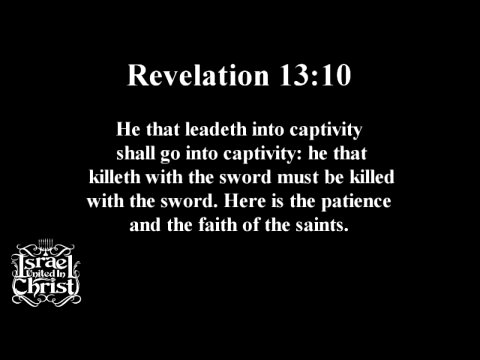 Revelation 13:10
He that leadeth into captivity
shall go into captivity: he that
killeth with the sword must be killed
with the sword. Here is the patience
and the faith of the saints.
Israel
United In
Christ